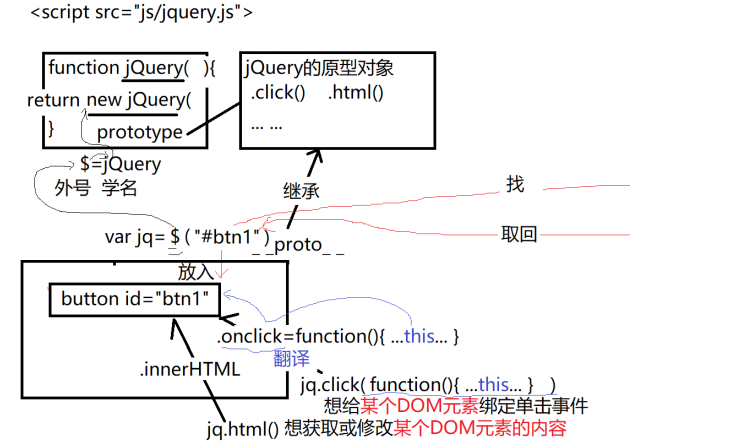 <script src="js/jquery.js">
function jQuery( ){
return new jQuery(
}
prototype
jQuery的原型对象
.click() .html()
... ...
$=jQuery
外号 学名
继承
找
var jq= $ ("#btn1")
取回
_ _proto_ _
放入
button id="btn1"
.onclick=function(){ ...this... }
翻译
.innerHTML
jq.click( function(){ ...this... } )
想给某个DOM元素绑定单击事件
jq.html() 想获取或修改某个DOM元素的内容